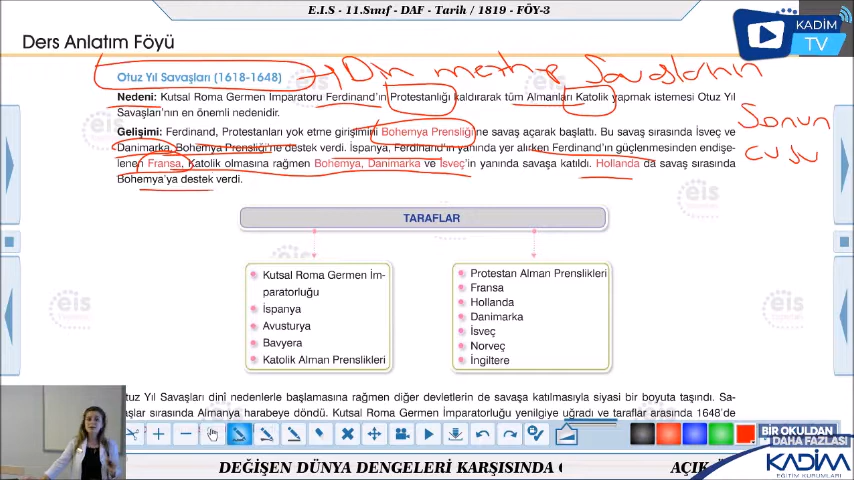 E.I.S - 11.Sınıf - DAF - Tarih / 1819 - FÖY-3
KADİM
TV
Ders Anlatım Föyü
Otuz Yıl Savaşları (1618-1648)
Din mezhep Savaşlarının
Sonun
cusu
Nedeni: Kutsal Roma Germen İmparatoru Ferdinand'ın Protestanlığı kaldırarak tüm Almanları Katolik yapmak istemesi Otuz Yıl
Savaşları'nın en önemli nedenidir.
Gelişimi: Ferdinand, Protestanları yok etme girişimini Bohemya Prensliği'ne savaş açarak başlattı. Bu savaş sırasında İsveç ve
Danimarka, Bohemya Prensliği'ne destek verdi. İspanya, Ferdinand'ın yanında yer alırken Ferdinand'ın güçlenmesinden endişe-
lenen Fransa, Katolik olmasına rağmen Bohemya, Danimarka ve İsveç'in yanında savaşa katıldı. Hollanda da savaş sırasında
Bohemya'ya destek verdi.
TARAFLAR
Kutsal Roma Germen İm-
paratorluğu
İspanya
Avusturya
Bavyera
Katolik Alman Prenslikleri
Protestan Alman Prenslikleri
Fransa
Hollanda
Danimarka
İsveç
Norveç
İngiltere
eis
otuz Yıl Savaşları dinî nedenlerle başlamasına rağmen diğer devletlerin de savaşa katılmasıyla siyasi bir boyuta taşındı. Sa-
aşlar sırasında Almanya harabeye döndü. Kutsal Roma Germen İmparatorluğu yenilgiye uğradı ve taraflar arasında 1648'de
BİR OKULDAN
DAHA FAZLASI
KADİM
EĞİTİM KURUMLARI
DEĞİŞEN DÜNYA DENGELERİ KARŞISINDA AÇIK